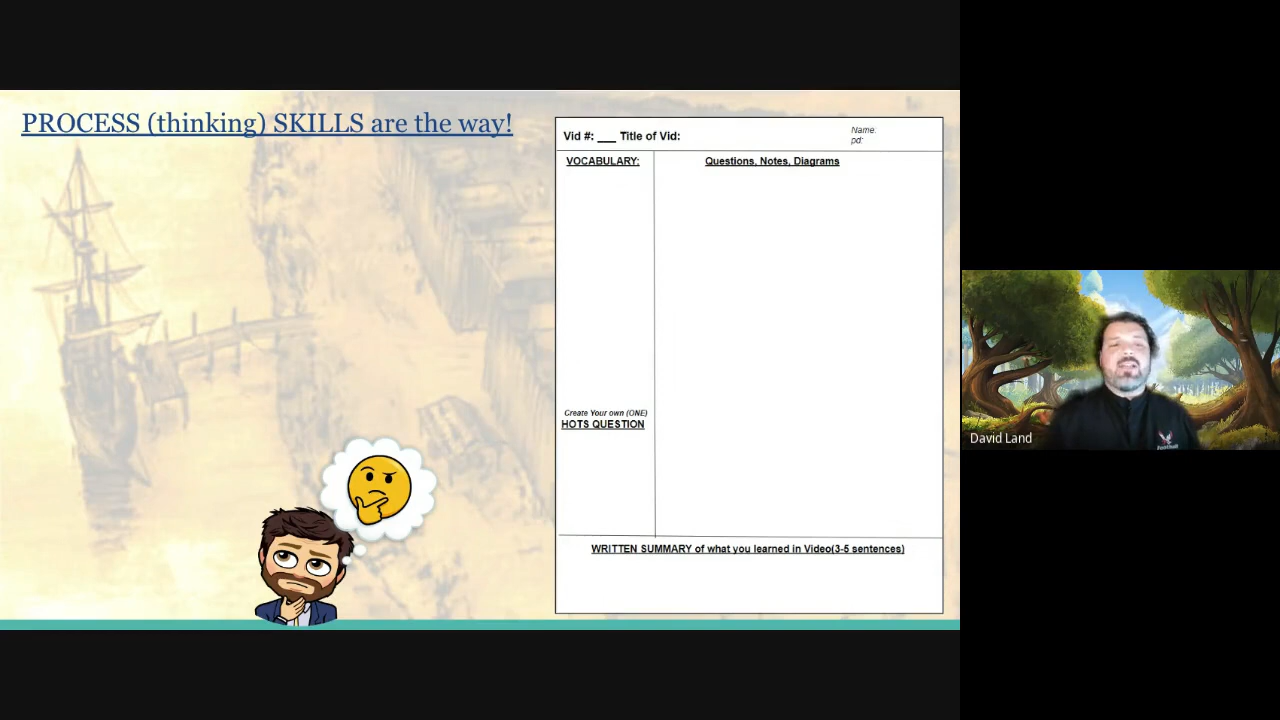 PROCESS (thinking) SKILLS are the way!
Vid #: ___ Title of Vid:
Name:
pd:
VOCABULARY:
Questions, Notes, Diagrams
Create Your own (ONE)
HOTS QUESTION
WRITTEN SUMMARY of what you learned in Video(3-5 sentences)
David Land